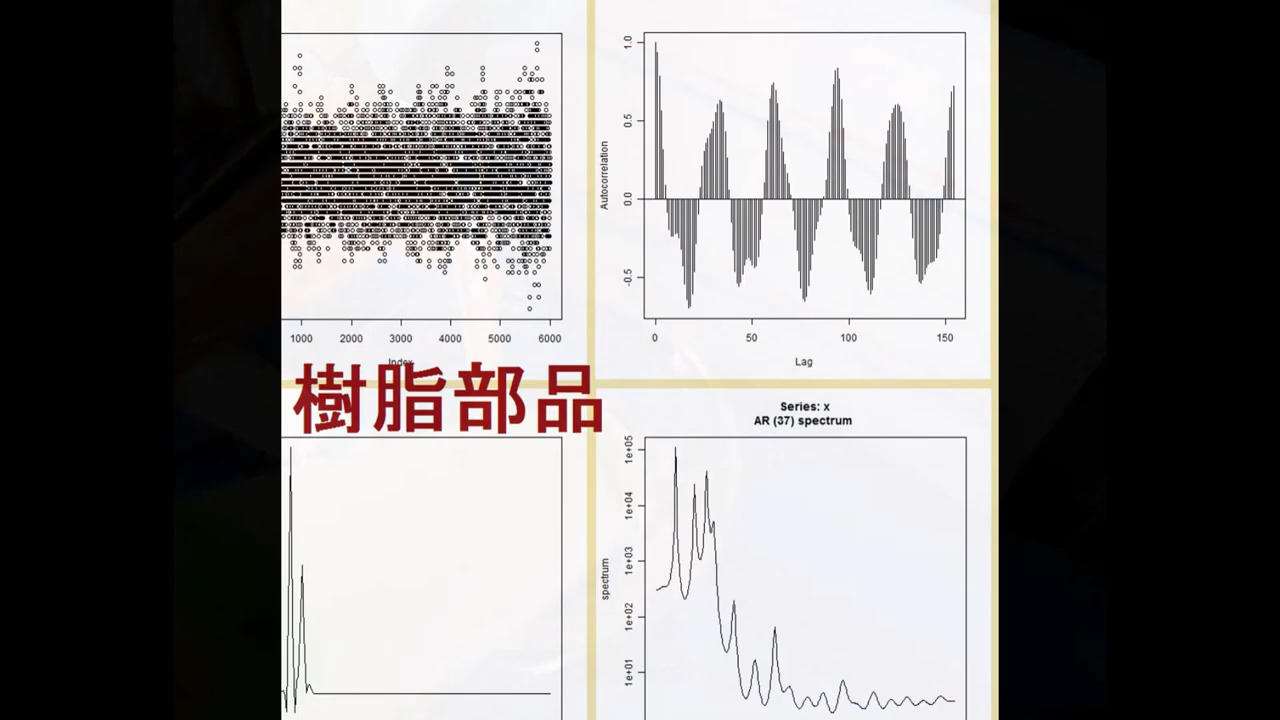 1000 2000 3000 4000 5000 6000
Index
1.0
0.5
0.0
-0.5
Autocorrelation
0 50 100 150
Lag
樹脂部品
Series: x
AR (37) spectrum
1e+05
1e+04
1e+03
1e+02
1e+01
spectrum